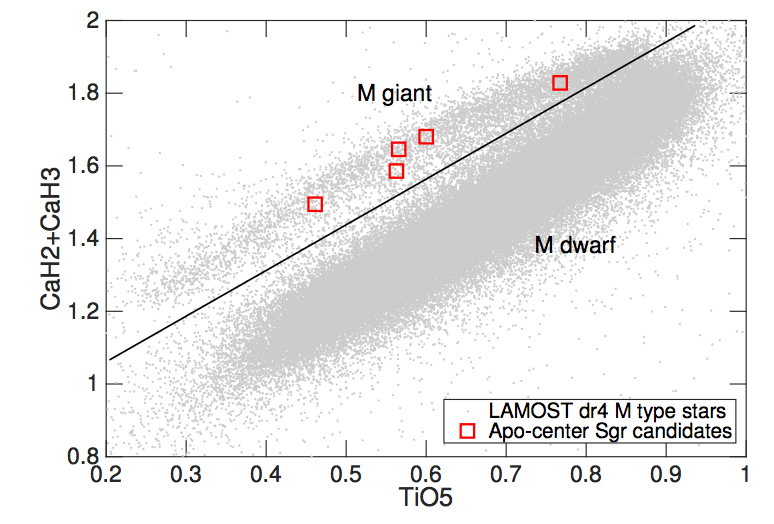 2
1.8
1.6
1.4
1.2
1
0.8
CaH2+CaH3
M giant
M dwarf
LAMOST dr4 M type stars
Apo-center Sgr candidates
0.2 0.3 0.4 0.5 0.6 0.7 0.8 0.9 1
TiO5